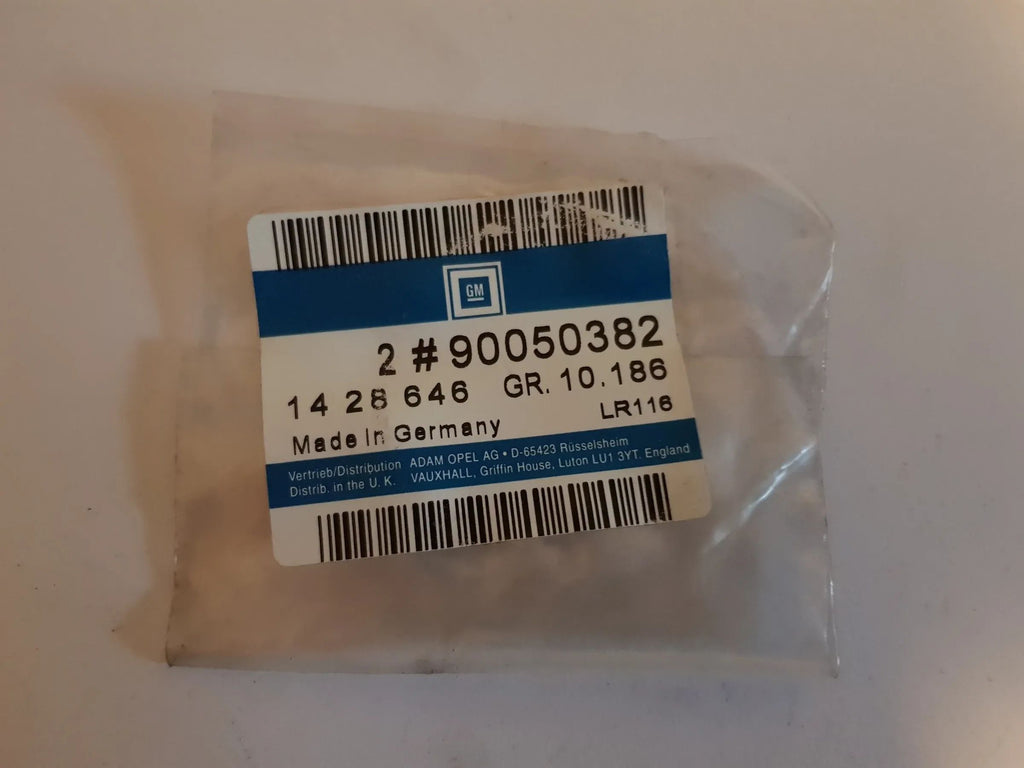 GM
2 #90050382
14 28 646 GR. 10.186
Made In Germany LR116
Vertrieb/Distribution ADAM OPEL AG • D-65423 Rüsselsheim
Distrib. in the U. K. VAUXHALL, Griffin House, Luton LU1 3YT. England